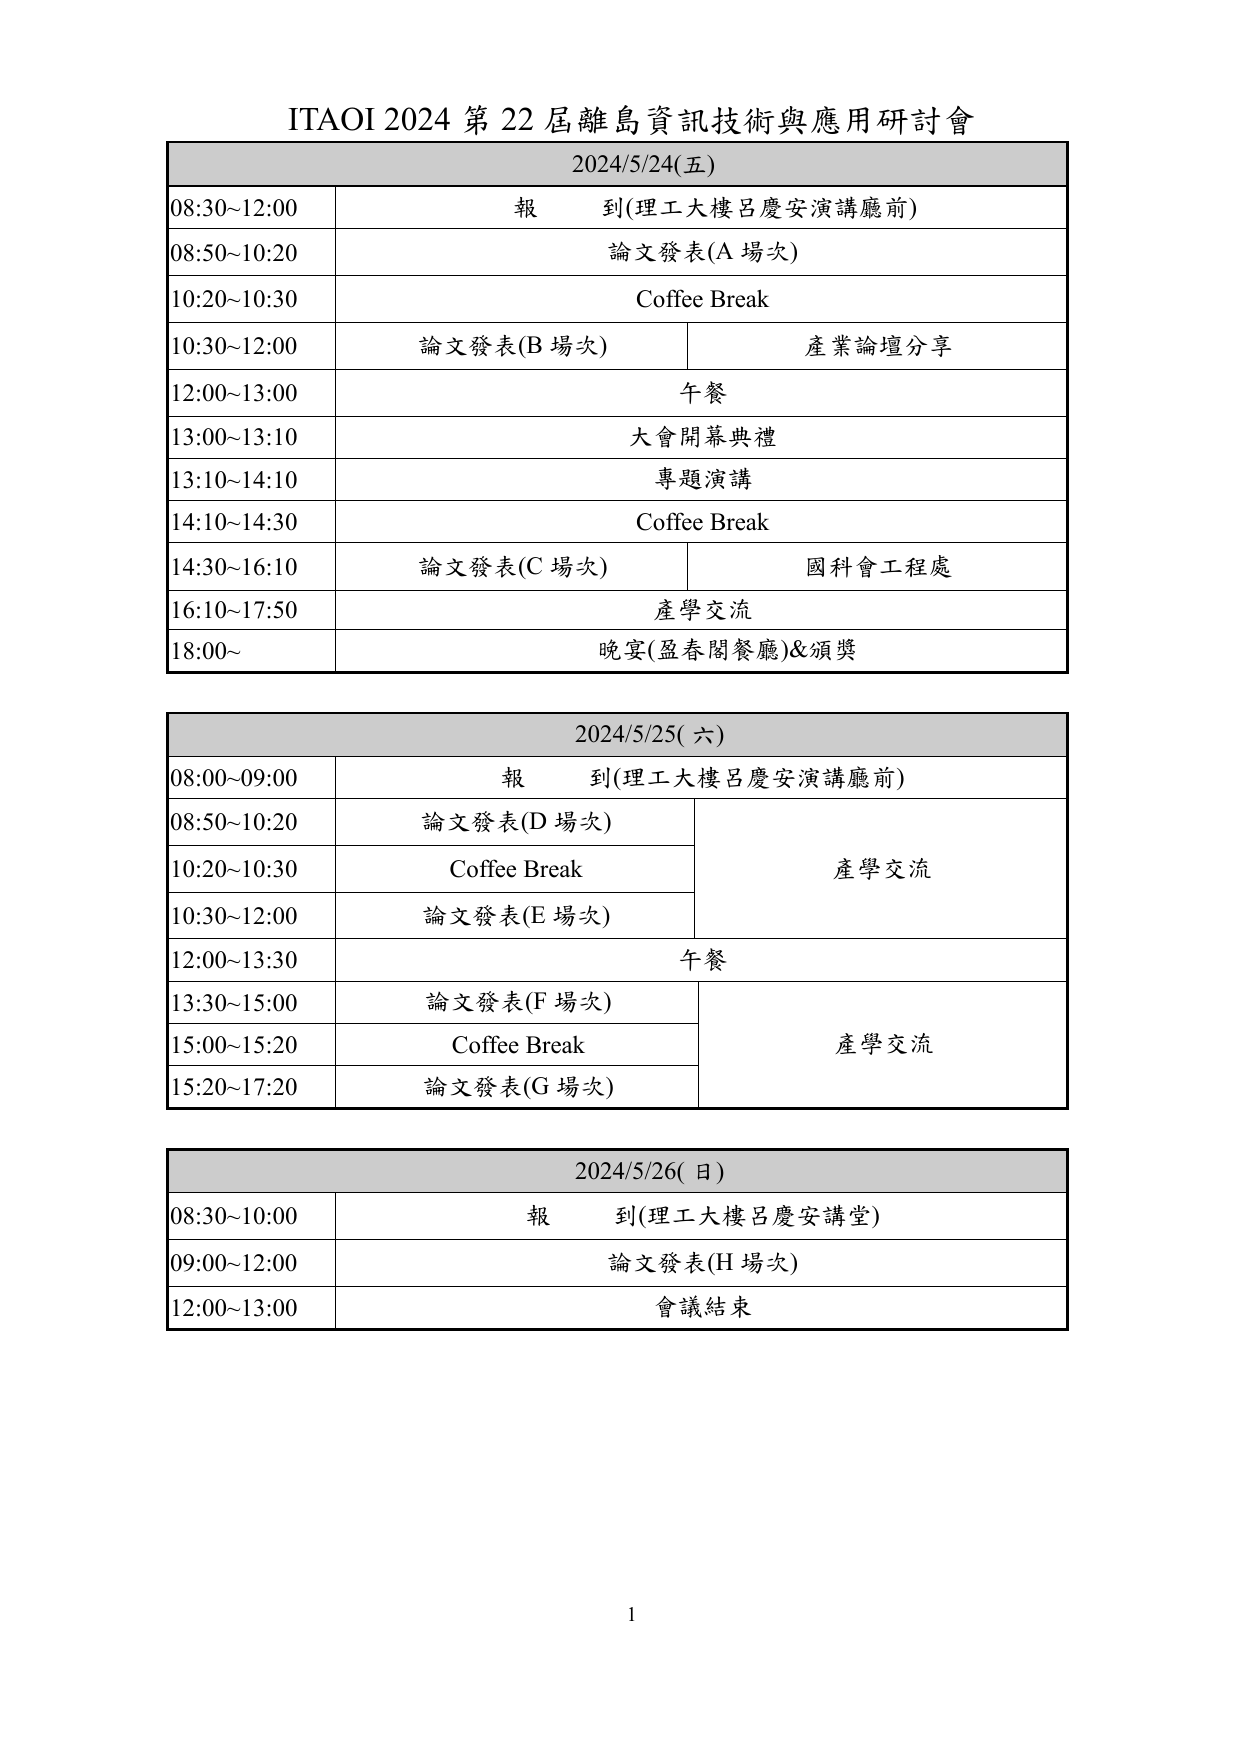 ITAOI 2024 第 22 屆離島資訊技術與應用研討會
2024/5/24(五)
08:30~12:00 報 到(理工大樓呂慶安演講廳前)
08:50~10:20 論文發表(A 場次)
10:20~10:30 Coffee Break
10:30~12:00 論文發表(B 場次) 產業論壇分享
12:00~13:00 午餐
13:00~13:10 大會開幕典禮
13:10~14:10 專題演講
14:10~14:30 Coffee Break
14:30~16:10 論文發表(C 場次) 國科會工程處
16:10~17:50 產學交流
18:00~ 晚宴(盈春閣餐廳)&頒獎
2024/5/25( 六)
08:00~09:00 報 到(理工大樓呂慶安演講廳前)
08:50~10:20 論文發表(D 場次)
10:20~10:30 Coffee Break 產學交流
10:30~12:00 論文發表(E 場次)
12:00~13:30 午餐
13:30~15:00 論文發表(F 場次)
15:00~15:20 Coffee Break 產學交流
15:20~17:20 論文發表(G 場次)
2024/5/26( 日)
08:30~10:00 報 到(理工大樓呂慶安講堂)
09:00~12:00 論文發表(H 場次)
12:00~13:00 會議結束
1